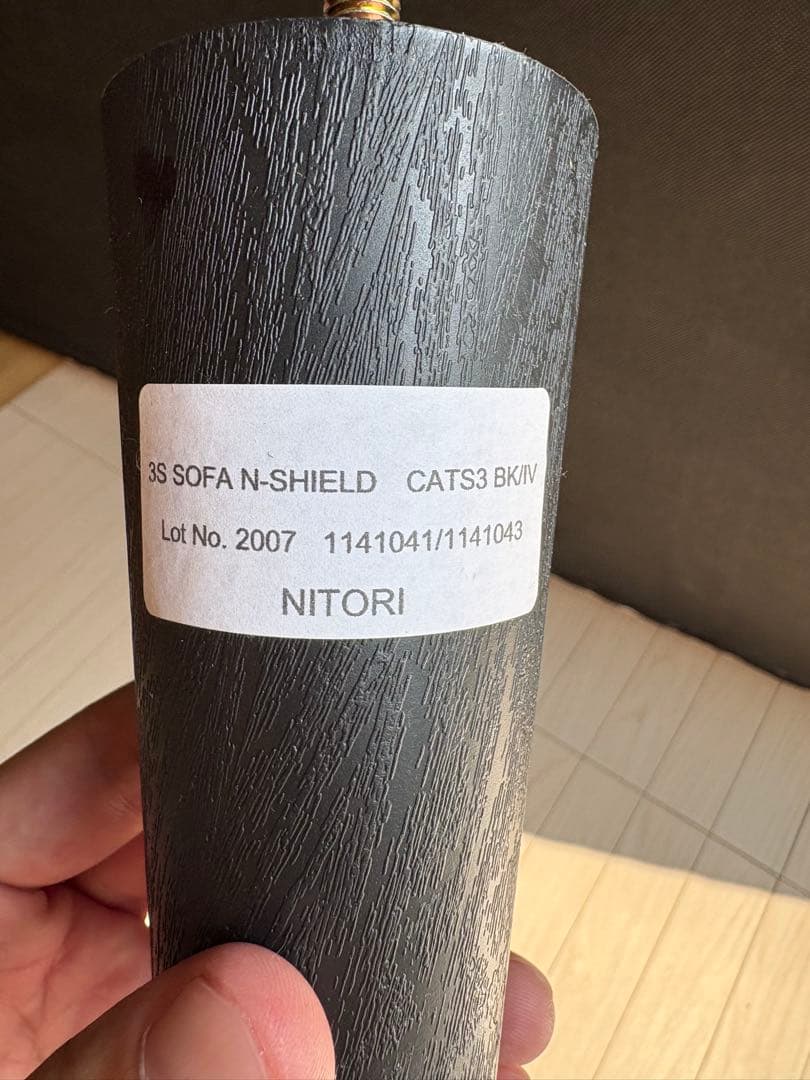 3S SOFA N-SHIELD CATS3 BK/IV
Lot No. 2007 1141041/1141043
NITORI